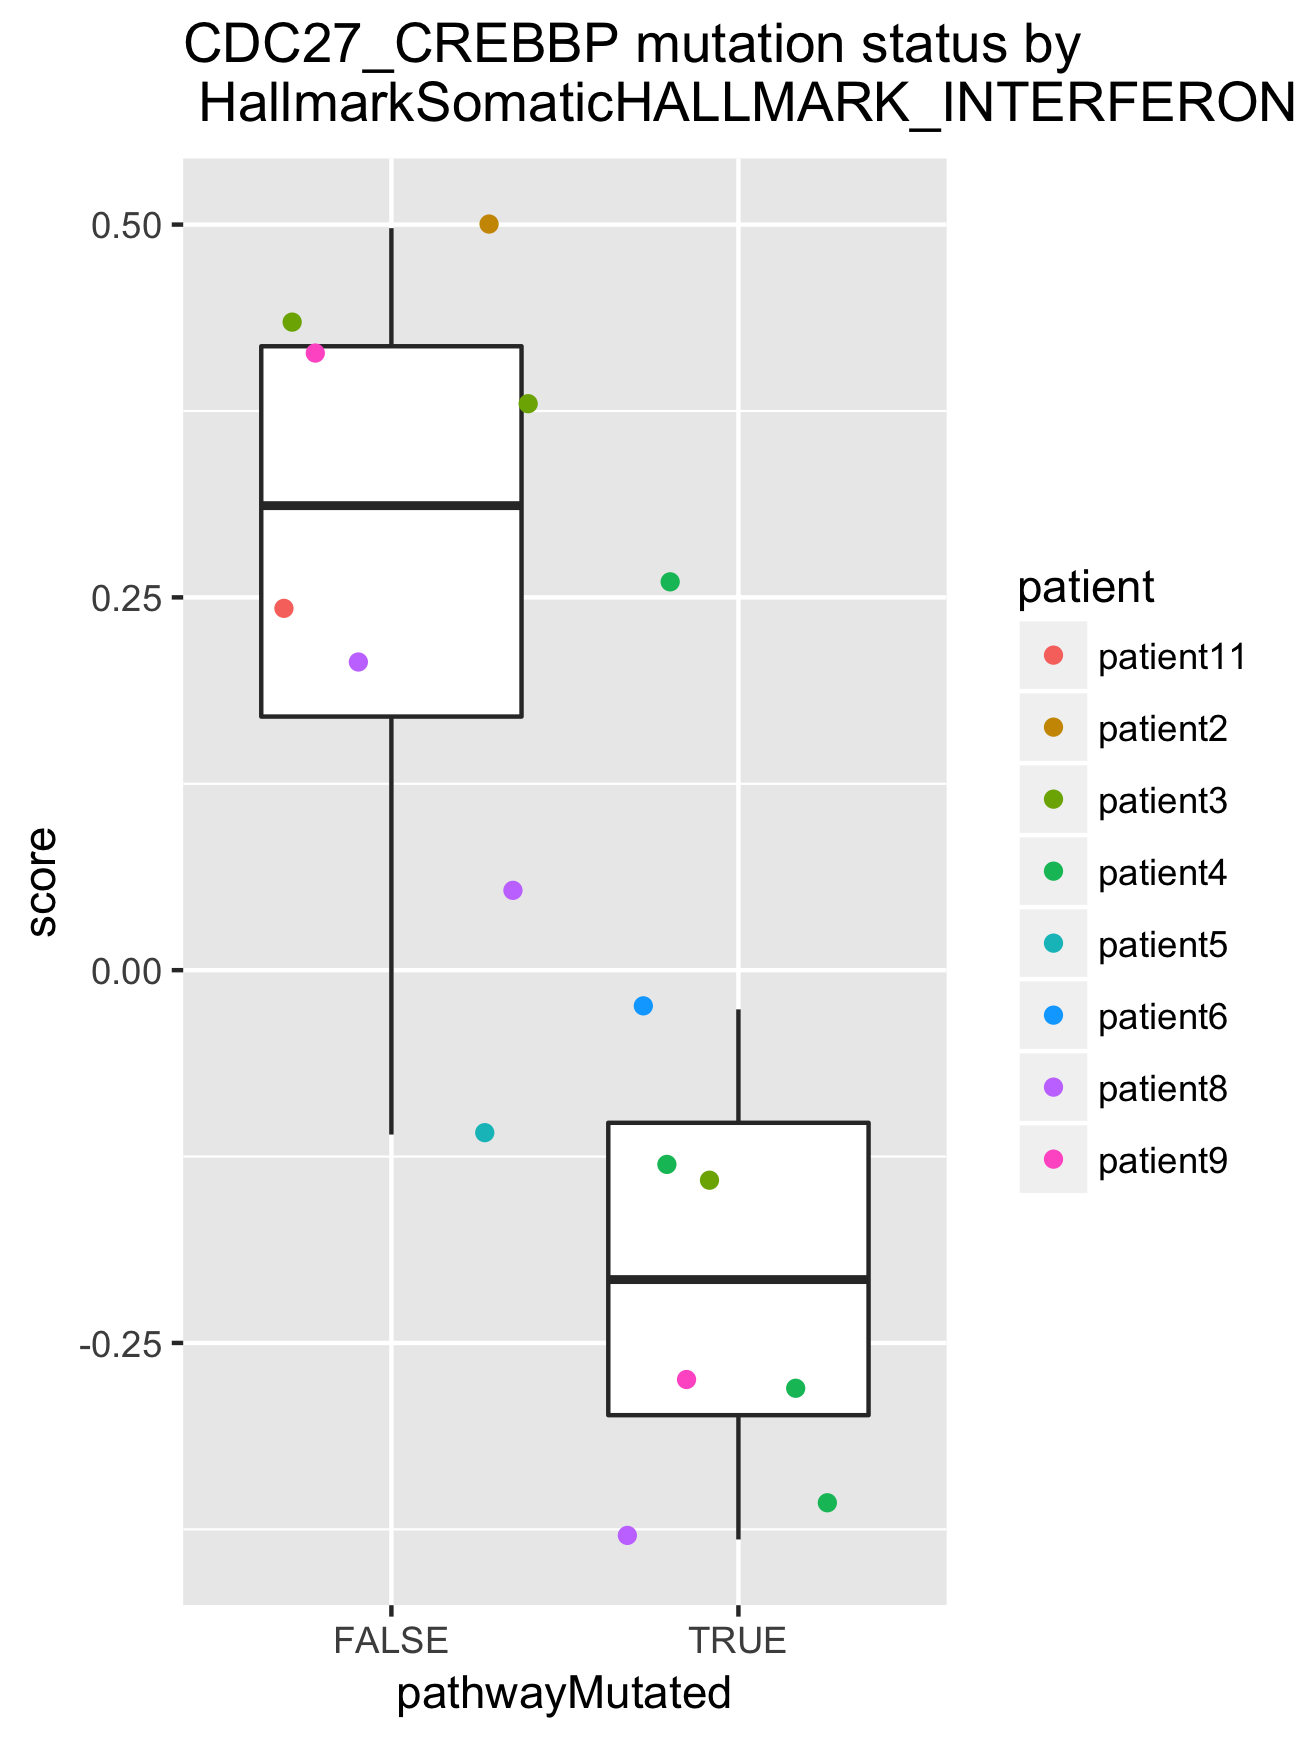 CDC27_CREBBP mutation status by
HallmarkSomaticHALLMARK_INTERFERON
0.50
0.25
0.00
-0.25
score
FALSE
TRUE
pathwayMutated
patient
patient11
patient2
patient3
patient4
patient5
patient6
patient8
patient9